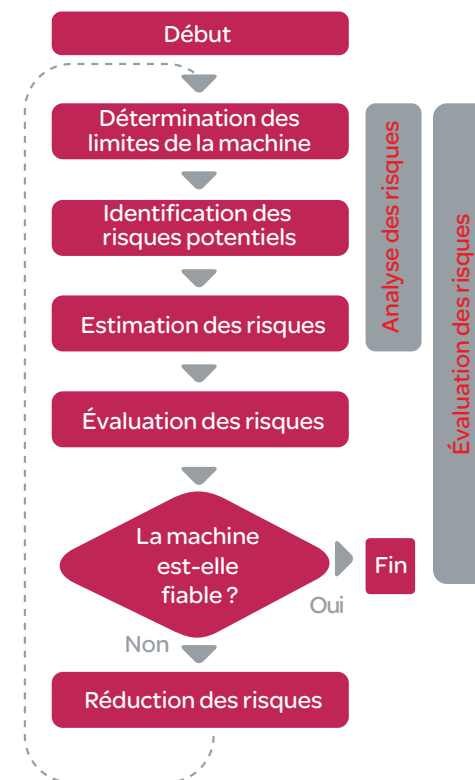 Début
Détermination des
limites de la machine
Identification des
risques potentiels
Estimation des risques
Évaluation des risques
La machine
est-elle
fiable ?
Oui
Fin
Non
Réduction des risques
Analyse des risques
Évaluation des risques